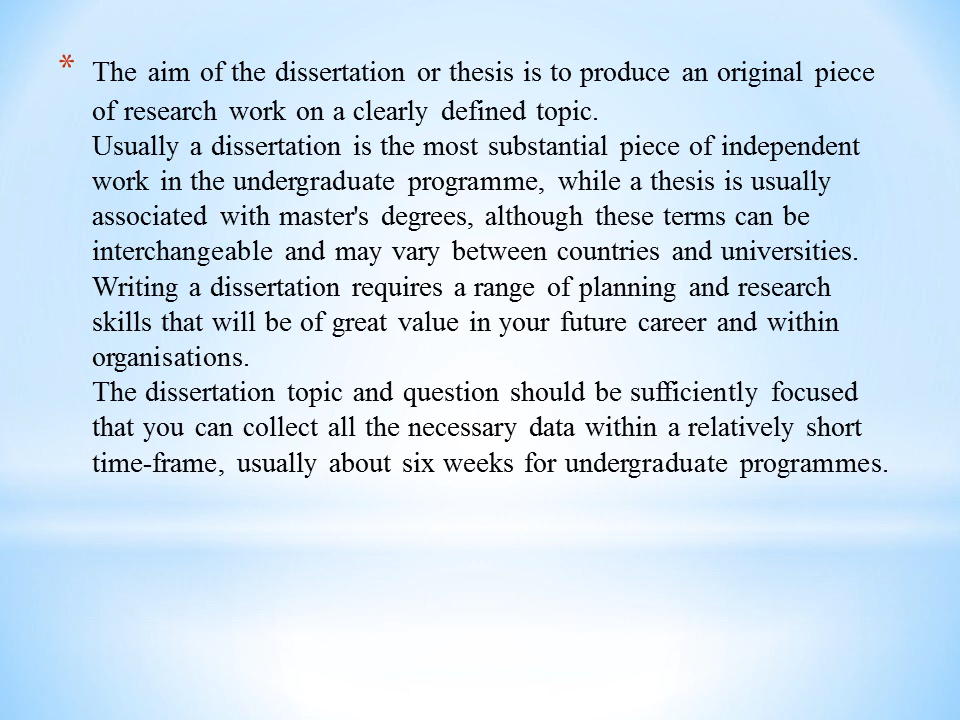 * The aim of the dissertation or thesis is to produce an original piece
of research work on a clearly defined topic.
Usually a dissertation is the most substantial piece of independent
work in the undergraduate programme, while a thesis is usually
associated with master's degrees, although these terms can be
interchangeable and may vary between countries and universities.
Writing a dissertation requires a range of planning and research
skills that will be of great value in your future career and within
organisations.
The dissertation topic and question should be sufficiently focused
that you can collect all the necessary data within a relatively short
time-frame, usually about six weeks for undergraduate programmes.